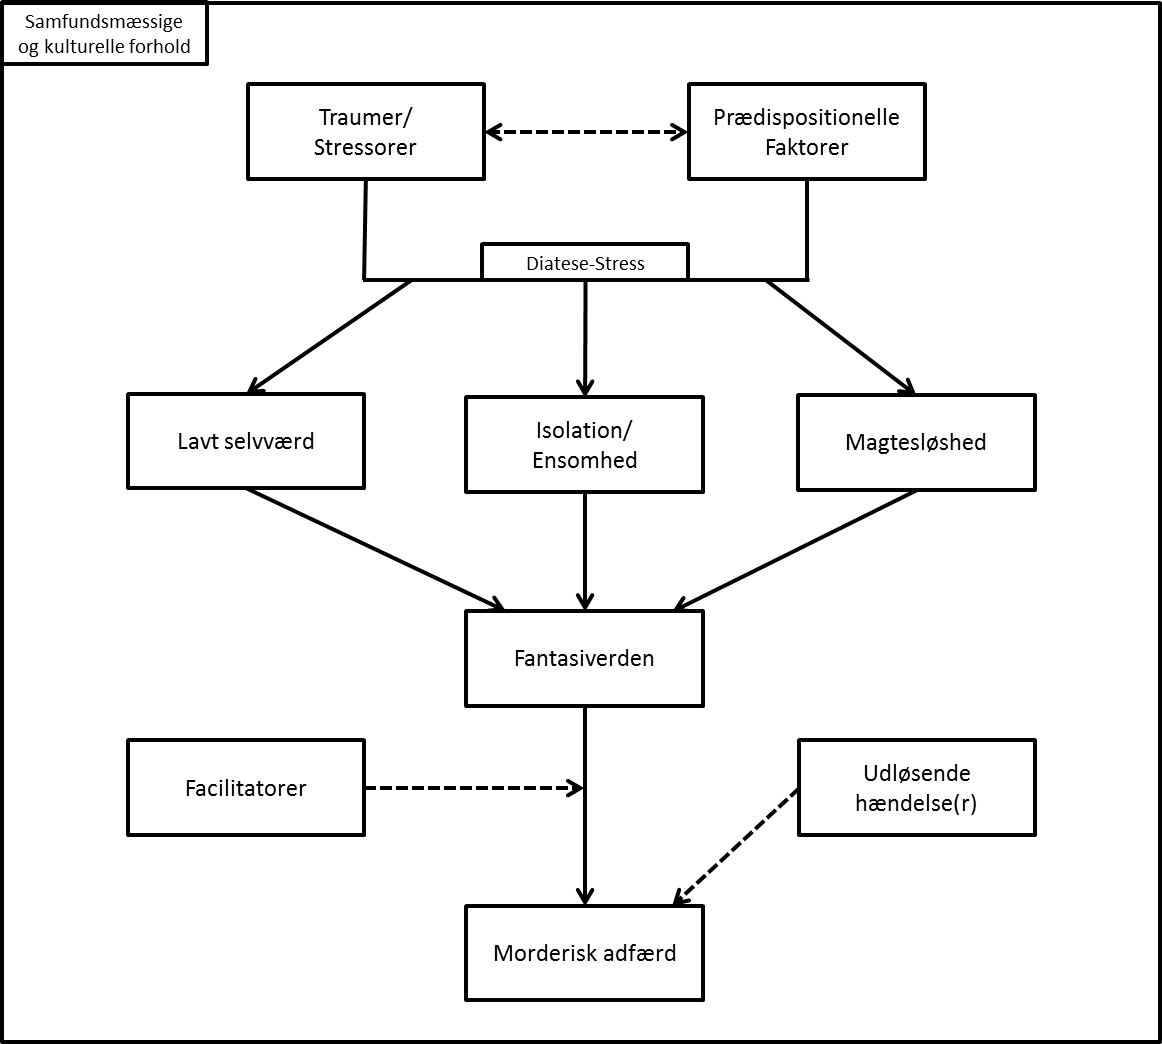 Samfundsmæssige
og kulturelle forhold
Traumer/
Stressorer
Prædispositionelle
Faktorer
Diatese-Stress
Lavt selvværd
Isolation/
Ensomhed
Magtesløshed
Fantasiverden
Facilitatorer
Udløsende
hændelse(r)
Morderisk adfærd